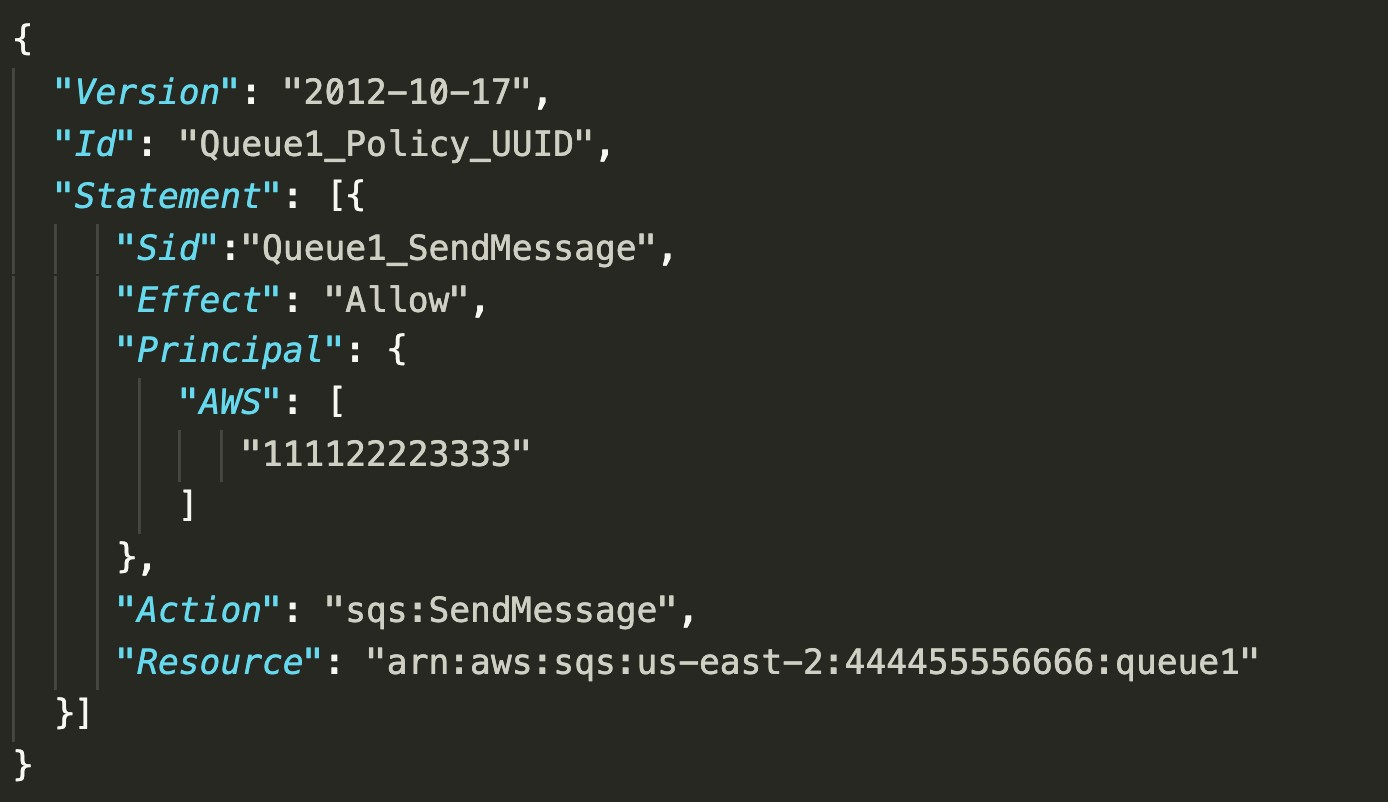 {
"Version": "2012-10-17",
"Id": "Queue1_Policy_UUID",
"Statement": [{
"Sid":"Queue1_SendMessage",
"Effect": "Allow",
"Principal": {
"AWS": [
"111122223333"
]
},
"Action": "sqs:SendMessage",
"Resource": "arn:aws:sqs:us-east-2:444455556666:queue1"
}]
}